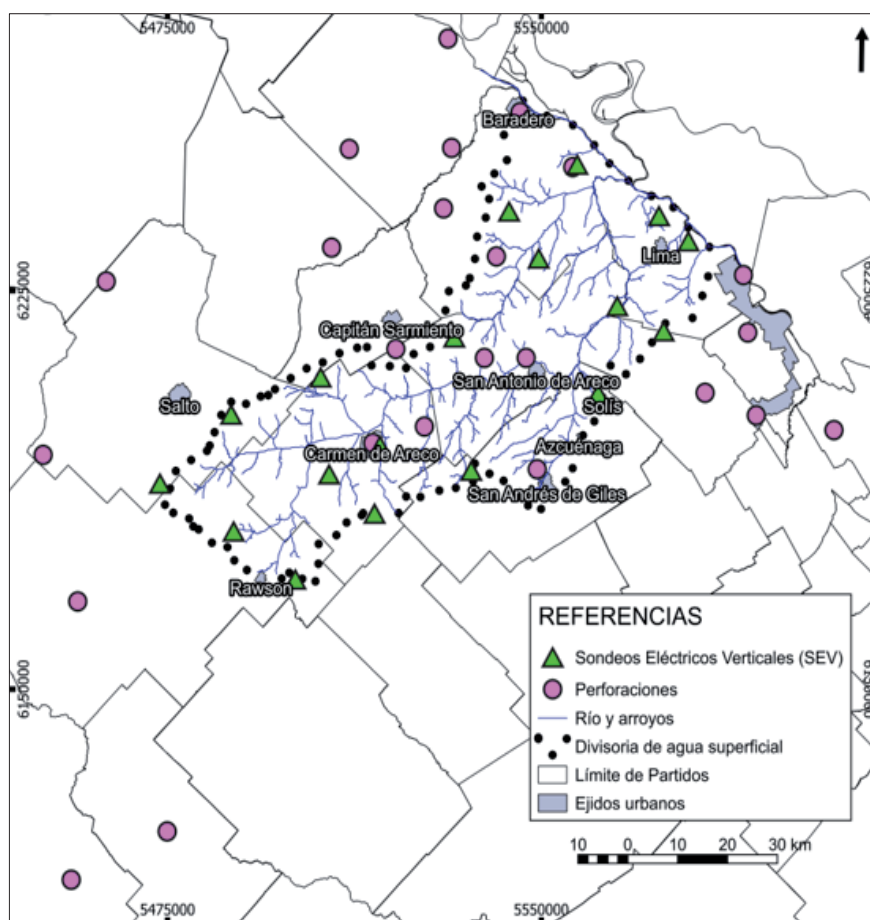 5475000
5550000
Baradero
Lima
6225000
6225000
Capitán Sarmiento
San Antonio de Areco
Salto
Solís
Carmen de Areco
Azcuénaga
San Andrés de Giles
Rawson
REFERENCIAS
Sondeos Eléctricos Verticales (SEV)
Perforaciones
Río y arroyos
Divisoria de agua superficial
Límite de Partidos
Ejidos urbanos
6150000
6150000
10 0 10 20 30 km
5475000
5550000